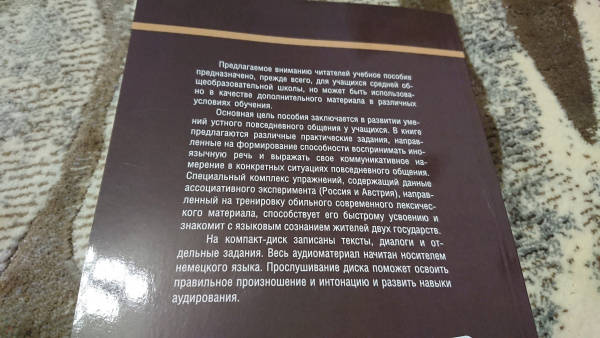 Предлагаемое вниманию читателей учебное пособие
предназначено, прежде всего, для учащихся средней об-
щеобразовательной школы, но может быть использова-
но в качестве дополнительного материала в различных
условиях обучения.
Основная цель пособия заключается в развитии уме-
ний устного повседневного общения у учащихся. В книге
предлагаются различные практические задания, направ-
ленные на формирование способности воспринимать ино-
язычную речь и выражать свое коммуникативное на-
мерение в конкретных ситуациях повседневного общения.
Специальный комплекс упражнений, содержащий данные
ассоциативного эксперимента (Россия и Австрия), направ-
ленный на тренировку обильного современного лексичес-
кого материала, способствует его быстрому усвоению и
знакомит с языковым сознанием жителей двух государств.
На компакт-диск записаны тексты, диалоги и от-
дельные задания. Весь аудиоматериал начитан носителем
немецкого языка. Прослушивание диска поможет освоить
правильное произношение и интонацию и развить навыки
аудирования.